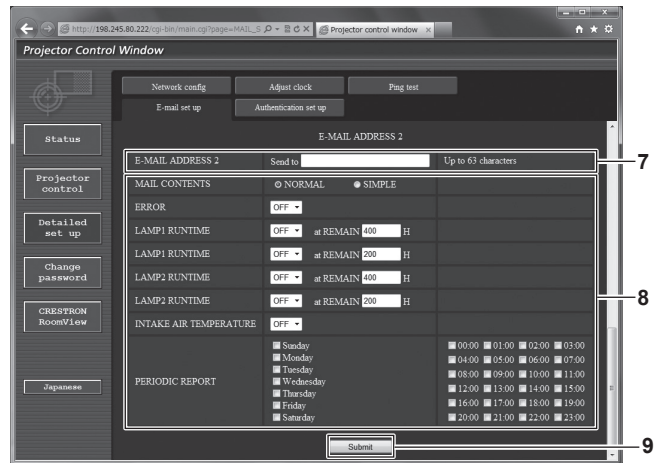 http://198.245.80.222/cgi-bin/main.cgi?page=MAIL_S
Projector control window
Projector Control Window
Network config Adjust clock Ping test
E-mail set up Authentication set up
Status
Projector control
Detailed set up
Change password
CRESTRON RoomView
Japanese
E-MAIL ADDRESS 2
E-MAIL ADDRESS 2 Send to Up to 63 characters
7
MAIL CONTENTS NORMAL SIMPLE
ERROR OFF
LAMP1 RUNTIME OFF at REMAIN 400 H
LAMP1 RUNTIME OFF at REMAIN 200 H
LAMP2 RUNTIME OFF at REMAIN 400 H
LAMP2 RUNTIME OFF at REMAIN 200 H
8
INTAKE AIR TEMPERATURE OFF
PERIODIC REPORT
Sunday
Monday
Tuesday
Wednesday
Thursday
Friday
Saturday
00:00 01:00 02:00 03:00
04:00 05:00 06:00 07:00
08:00 09:00 10:00 11:00
12:00 13:00 14:00 15:00
16:00 17:00 18:00 19:00
20:00 21:00 22:00 23:00
Submit
9